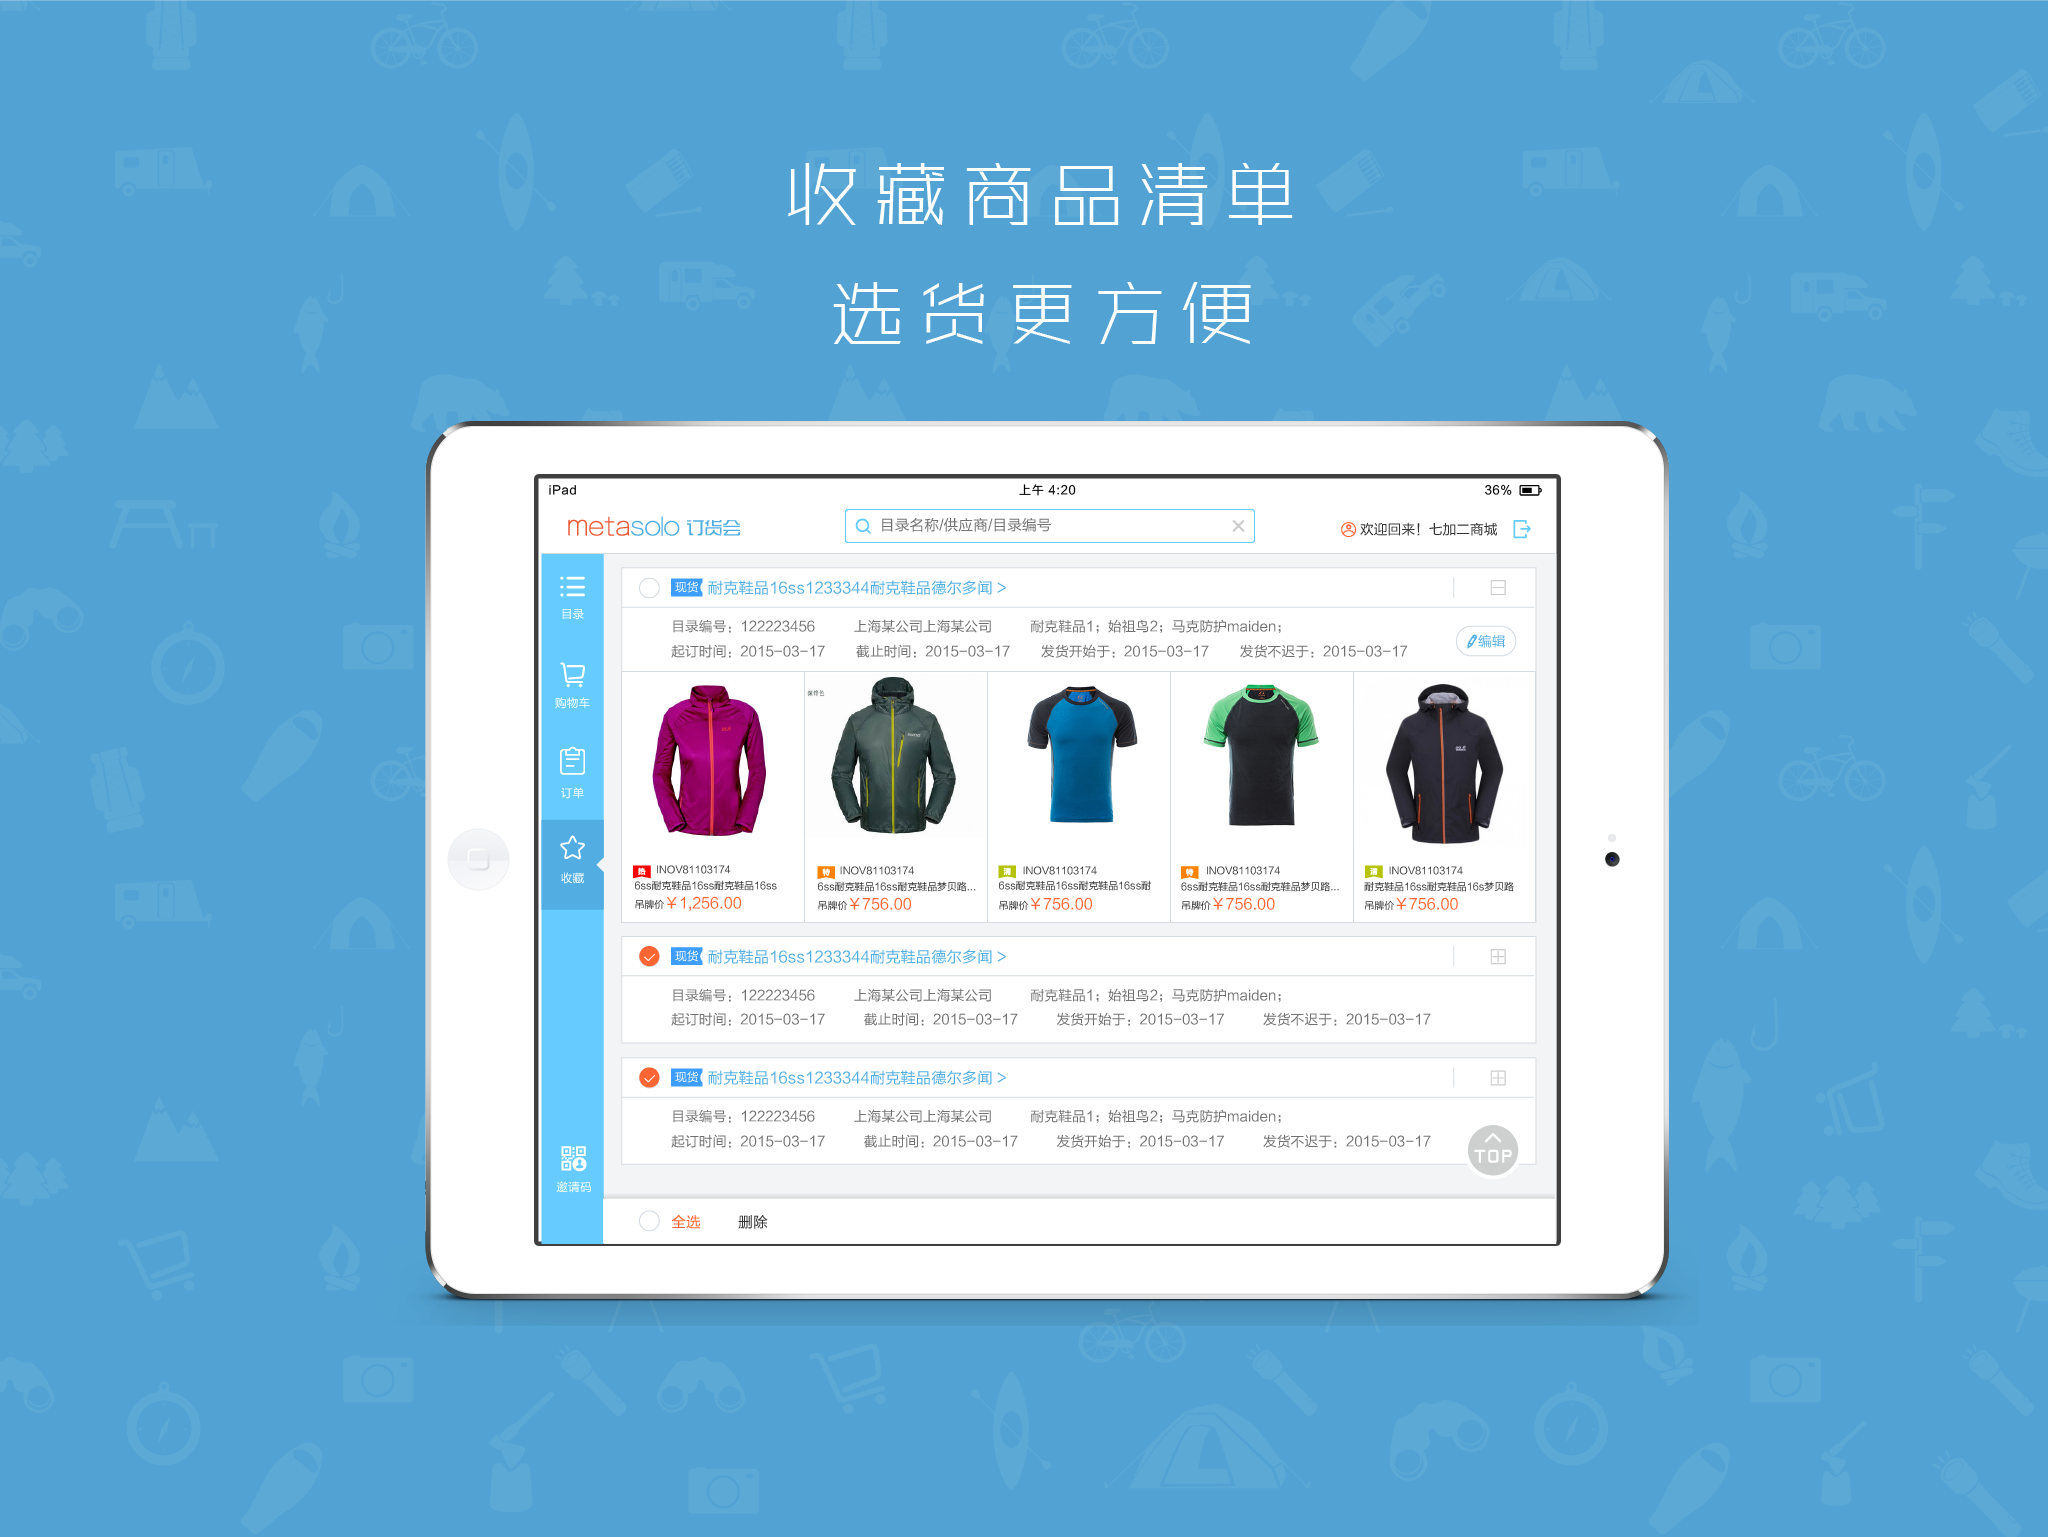 收藏商品清单
选货更方便
iPad 上午 4:20 36%
metasolo 订货会 目录名称/供应商/目录编号 欢迎回来！七加二商城
目录
购物车
订单
收藏
邀请码
现货 耐克鞋品16ss1233344耐克鞋品德尔多闻 >
目录编号：122223456 上海某公司上海某公司 耐克鞋品1；始祖鸟2；马克防护maiden；
起订时间：2015-03-17 截止时间：2015-03-17 发货开始于：2015-03-17 发货不迟于：2015-03-17
编辑
热 INOV81103174
6ss耐克鞋品16ss耐克鞋品16ss
吊牌价￥1,256.00
特 INOV81103174
6ss耐克鞋品16ss耐克鞋品梦贝路...
吊牌价￥756.00
INOV81103174
6ss耐克鞋品16ss耐克鞋品16ss耐
吊牌价￥756.00
特 INOV81103174
6ss耐克鞋品16ss耐克鞋品梦贝路...
吊牌价￥756.00
INOV81103174
耐克鞋品16ss耐克鞋品16s梦贝路
吊牌价￥756.00
现货 耐克鞋品16ss1233344耐克鞋品德尔多闻 >
目录编号：122223456 上海某公司上海某公司 耐克鞋品1；始祖鸟2；马克防护maiden；
起订时间：2015-03-17 截止时间：2015-03-17 发货开始于：2015-03-17 发货不迟于：2015-03-17
现货 耐克鞋品16ss1233344耐克鞋品德尔多闻 >
目录编号：122223456 上海某公司上海某公司 耐克鞋品1；始祖鸟2；马克防护maiden；
起订时间：2015-03-17 截止时间：2015-03-17 发货开始于：2015-03-17 发货不迟于：2015-03-17
TOP
全选 删除